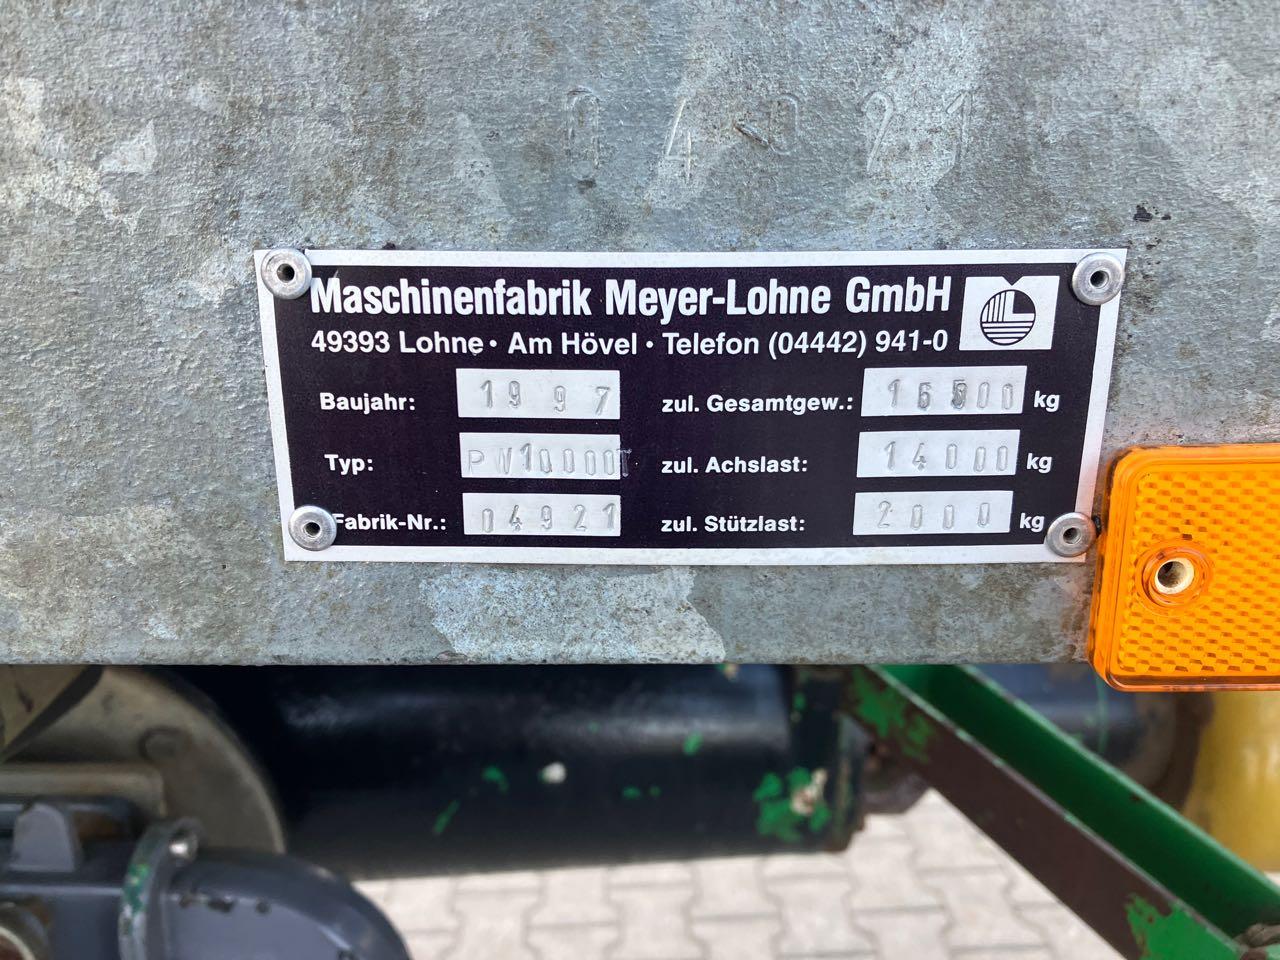 04921
Maschinenfabrik Meyer-Lohne GmbH
49393 Lohne · Am Hövel · Telefon (04442) 941-0
Baujahr: 1997 zul. Gesamtgew.: 16500 kg
Typ: PW10000T zul. Achslast: 14000 kg
Fabrik-Nr.: 04921 zul. Stützlast: 2000 kg